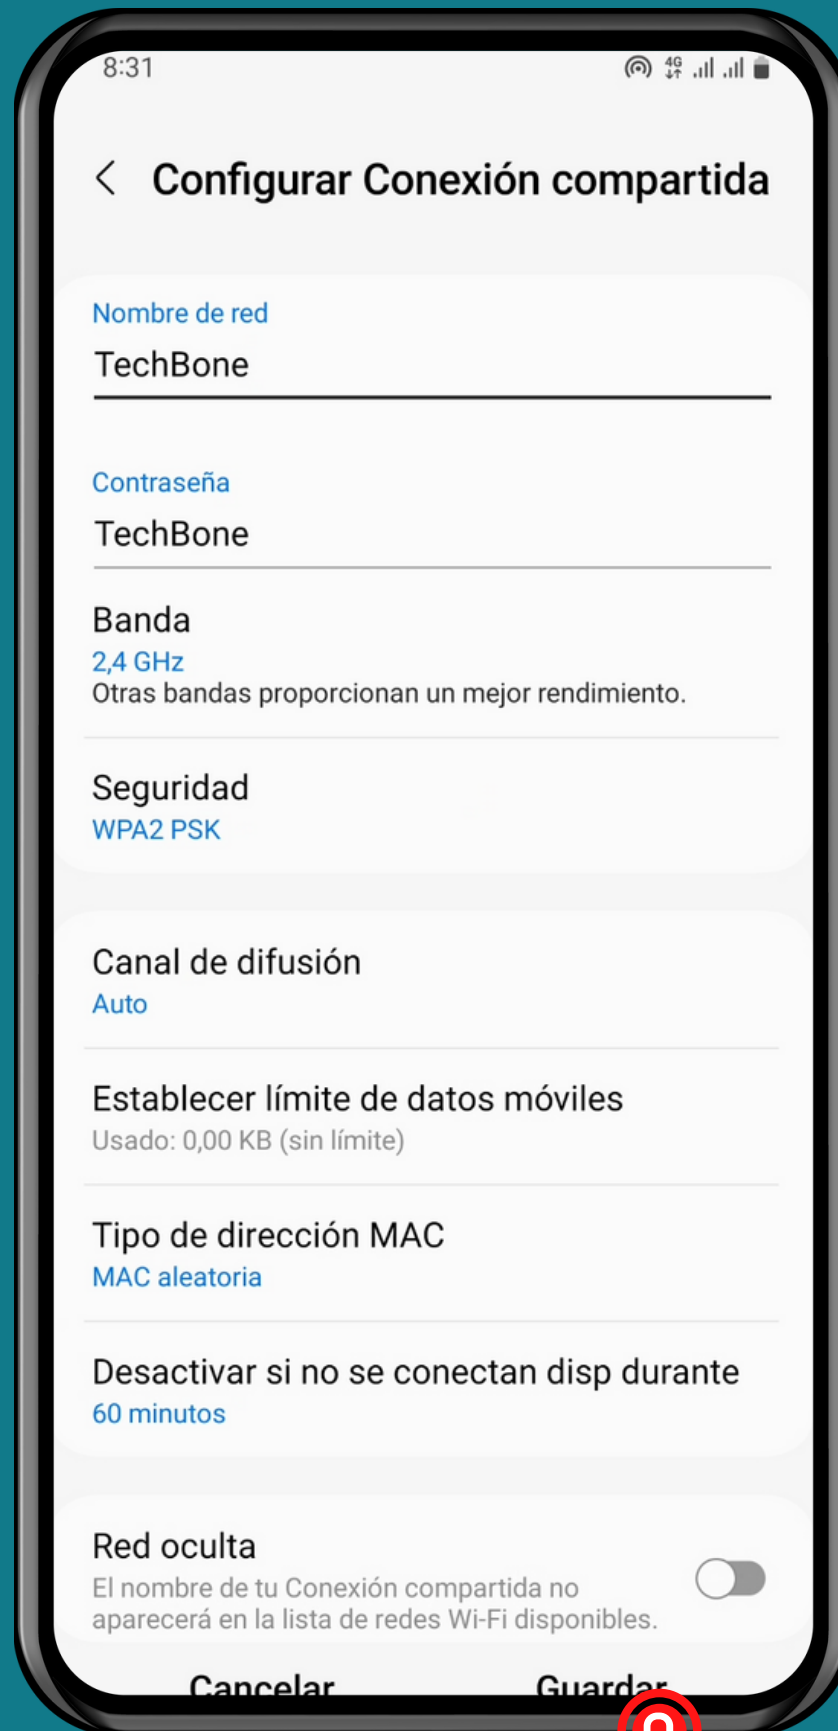 8:31
4G
Configurar Conexión compartida
Nombre de red
TechBone
Contraseña
TechBone
Banda
2,4 GHz
Otras bandas proporcionan un mejor rendimiento.
Seguridad
WPA2 PSK
Canal de difusión
Auto
Establecer límite de datos móviles
Usado: 0,00 KB (sin límite)
Tipo de dirección MAC
MAC aleatoria
Desactivar si no se conectan disp durante
60 minutos
Red oculta
El nombre de tu Conexión compartida no
aparecerá en la lista de redes Wi-Fi disponibles.
Cancelar
Guardar